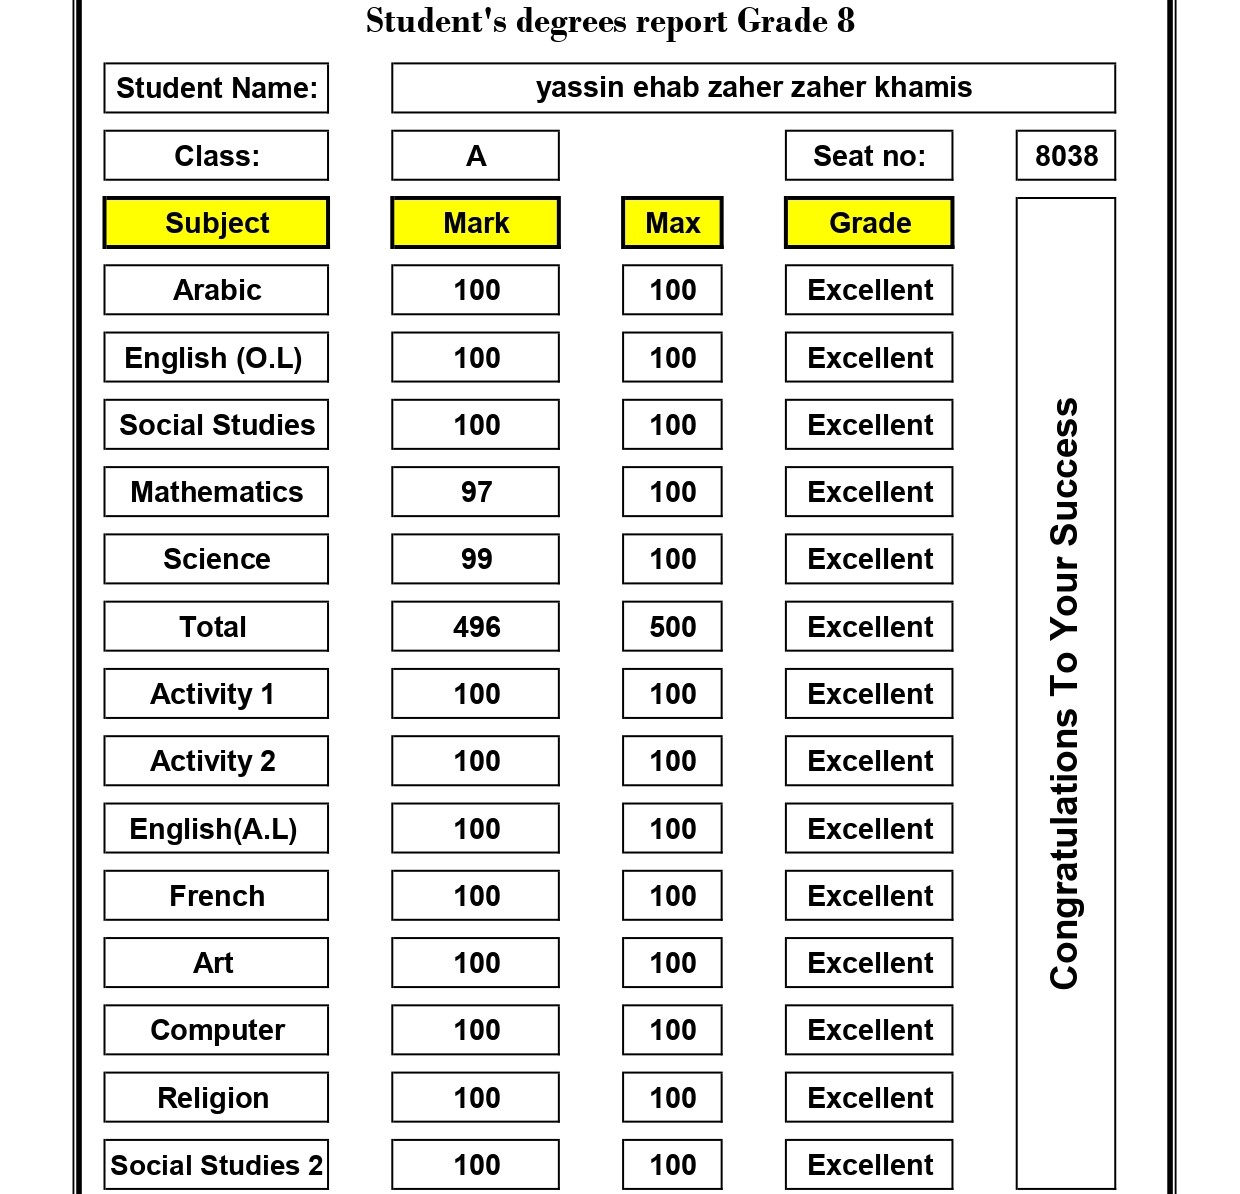 Student's degrees report Grade 8
Student Name: yassin ehab zaher zaher khamis
Class: A Seat no: 8038
Subject Mark Max Grade
Arabic 100 100 Excellent
English (O.L) 100 100 Excellent
Social Studies 100 100 Excellent
Mathematics 97 100 Excellent
Science 99 100 Excellent
Total 496 500 Excellent
Activity 1 100 100 Excellent
Activity 2 100 100 Excellent
English(A.L) 100 100 Excellent
French 100 100 Excellent
Art 100 100 Excellent
Computer 100 100 Excellent
Religion 100 100 Excellent
Social Studies 2 100 100 Excellent
Congratulations To Your Success